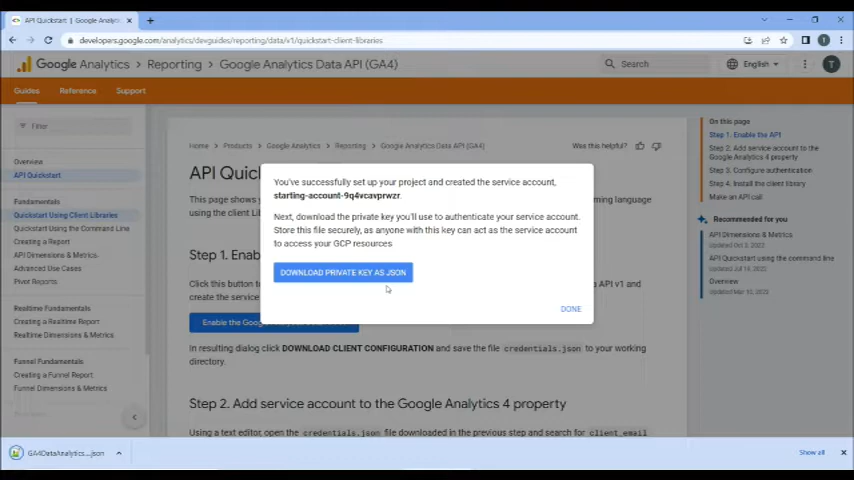 API Quickstart | Google Analyt
developers.google.com/analytics/devguides/reporting/data/v1/quickstart-client-libraries
T
Google Analytics > Reporting > Google Analytics Data API (GA4)
Search
English
T
Guides Reference Support
Filter
Overview
API Quickstart
Fundamentals
Quickstart Using Client Libraries
Quickstart Using the Command Line
Creating a Report
API Dimensions & Metrics
Advanced Use Cases
Pivot Reports
Realtime Fundamentals
Creating a Realtime Report
Realtime Dimensions & Metrics
Funnel Fundamentals
Creating a Funnel Report
Funnel Dimensions & Metrics
Home > Products > Google Analytics > Reporting > Google Analytics Data API (GA4)
Was this helpful?
API Quic
This page shows y
ming language
using the client Li
Step 1. Enab
Click this button t
s API v1 and
create the service
Enable the Goog
You've successfully set up your project and created the service account,
starting-account-9q4vcavprwzr.
Next, download the private key you'll use to authenticate your service account.
Store this file securely, as anyone with this key can act as the service account
to access your GCP resources
DOWNLOAD PRIVATE KEY AS JSON
DONE
In resulting dialog click DOWNLOAD CLIENT CONFIGURATION and save the file credentials.json to your working
directory.
Step 2. Add service account to the Google Analytics 4 property
Using a text editor, open the credentials.json file downloaded in the previous step and search for client_email
On this page
Step 1. Enable the API
Step 2. Add service account to the
Google Analytics 4 property
Step 3. Configure authentication
Step 4. Install the client library
Make an API call
Recommended for you
API Dimensions & Metrics
API Quickstart using the command line
Overview
GA4DataAnalytics....json
Show all